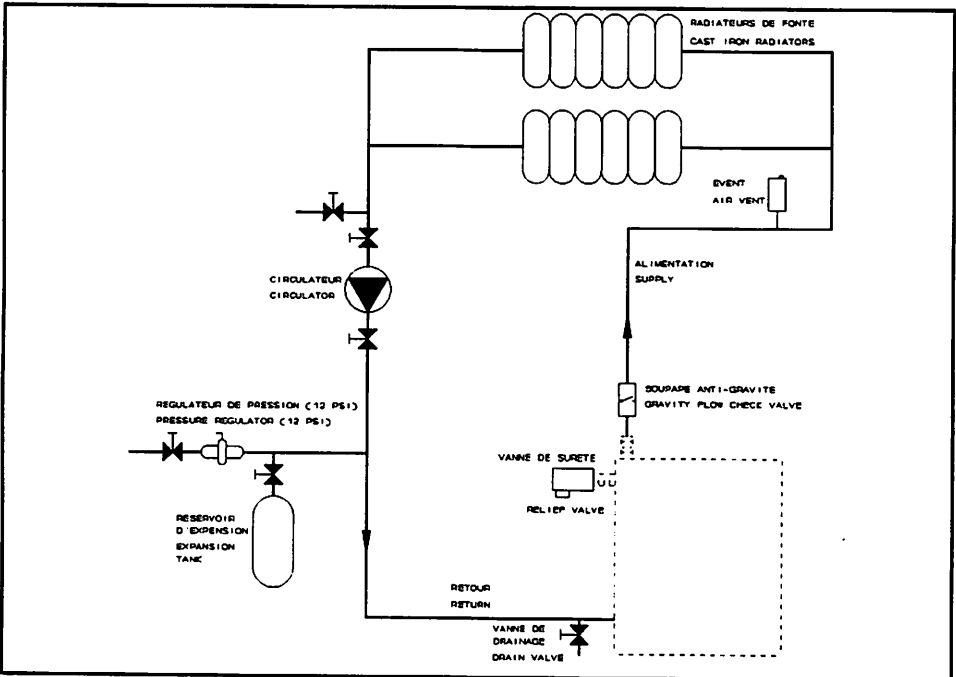 RADIATEURS DE FONTE
CAST IRON RADIATORS
EVENT
AIR VENT
ALIMENTATION
SUPPLY
CIRCULATEUR
CIRCULATOR
SOUPAPE ANTI-GRAVITE
GRAVITY FLOW CHECK VALVE
REGULATEUR DE PRESSION (12 PSI)
PRESSURE REGULATOR (12 PSI)
VANNE DE SURETE
RELIEF VALVE
RESERVOIR
D'EXPENSION
EXPANSION
TANK
RETOUR
RETURN
VANNE DE
DRAINAGE
DRAIN VALVE